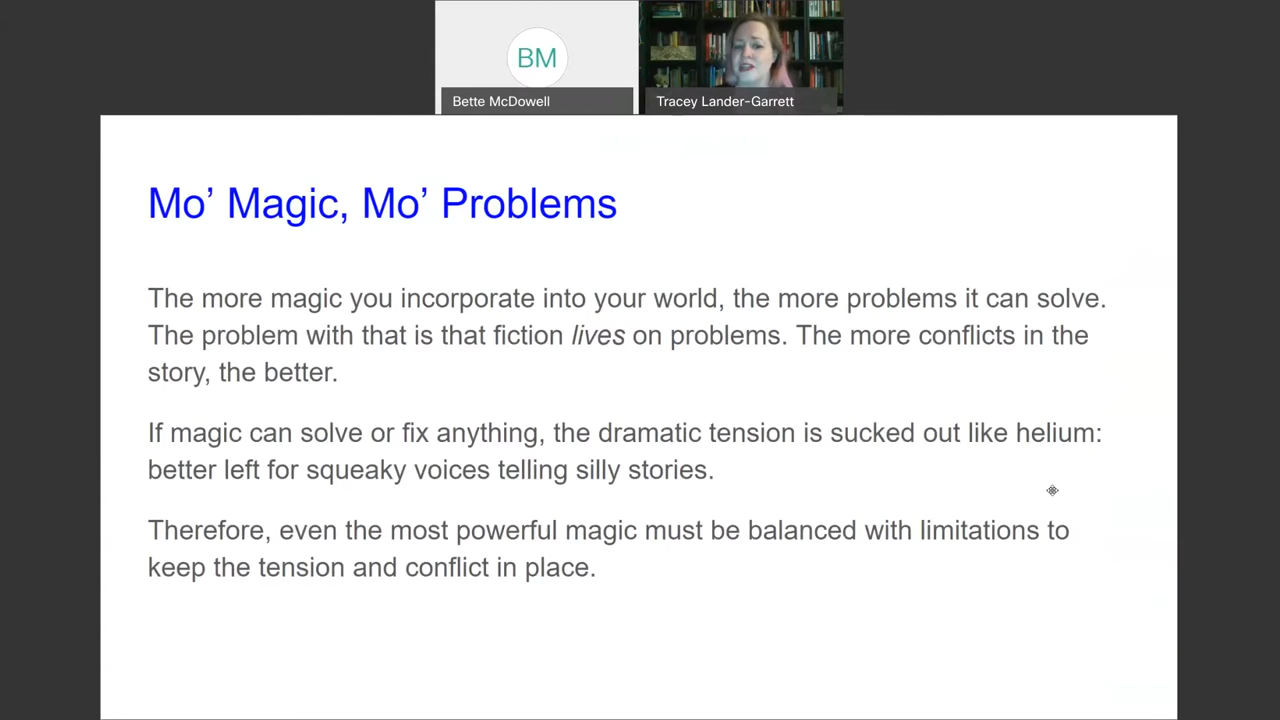 BM
Bette McDowell
Tracey Lander-Garrett
Mo’ Magic, Mo’ Problems
The more magic you incorporate into your world, the more problems it can solve.
The problem with that is that fiction lives on problems. The more conflicts in the
story, the better.
If magic can solve or fix anything, the dramatic tension is sucked out like helium:
better left for squeaky voices telling silly stories.
Therefore, even the most powerful magic must be balanced with limitations to
keep the tension and conflict in place.